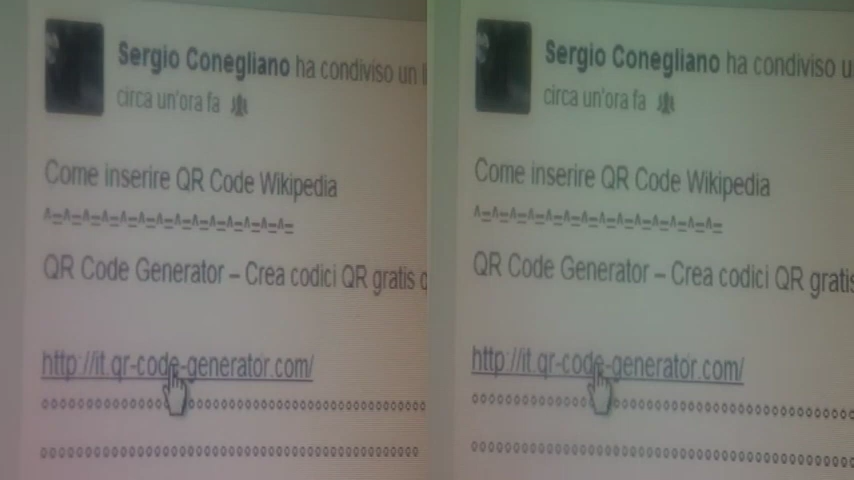 Sergio Conegliano ha condiviso un
circa un'ora fa
Come inserire QR Code Wikipedia
^=^=^=^=^=^=^=^=^=^=^=^=^=
QR Code Generator – Crea codici QR gratis
http://it.qr-code-generator.com/
Sergio Conegliano ha condiviso
circa un'ora fa
Come inserire QR Code Wikipedia
^=^=^=^=^=^=^=^=^=^=^=^=^=
QR Code Generator – Crea codici QR gratis
http://it.qr-code-generator.com/